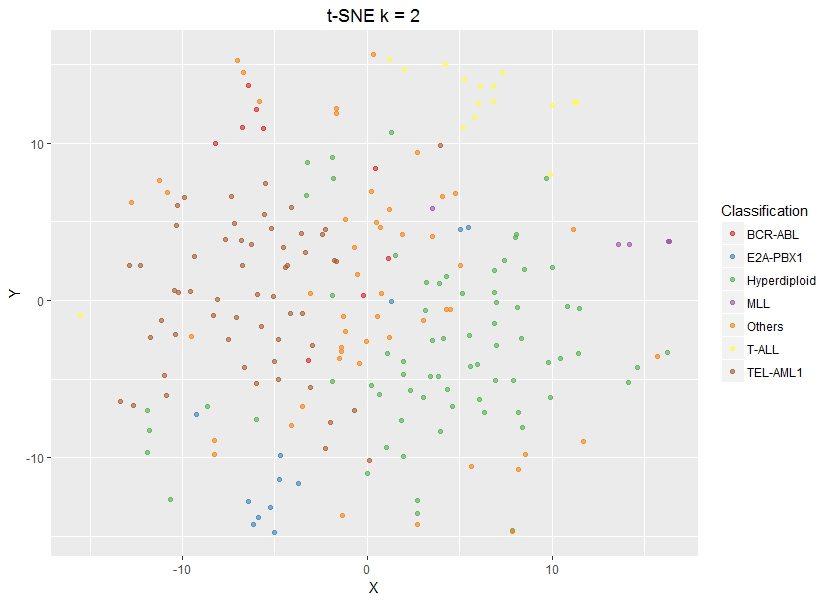 t-SNE k = 2
Y
10
0
-10
-10
0
10
X
Classification
BCR-ABL
E2A-PBX1
Hyperdiploid
MLL
Others
T-ALL
TEL-AML1